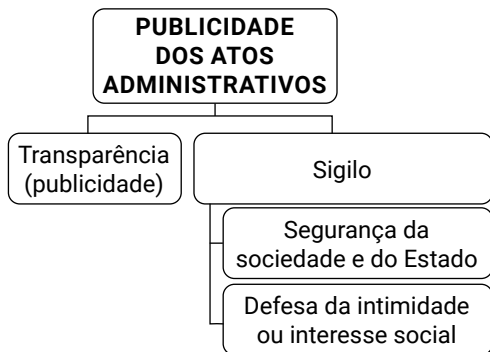 PUBLICIDADE
DOS ATOS
ADMINISTRATIVOS
Transparência
(publicidade)
Sigilo
Segurança da
sociedade e do Estado
Defesa da intimidade
ou interesse social